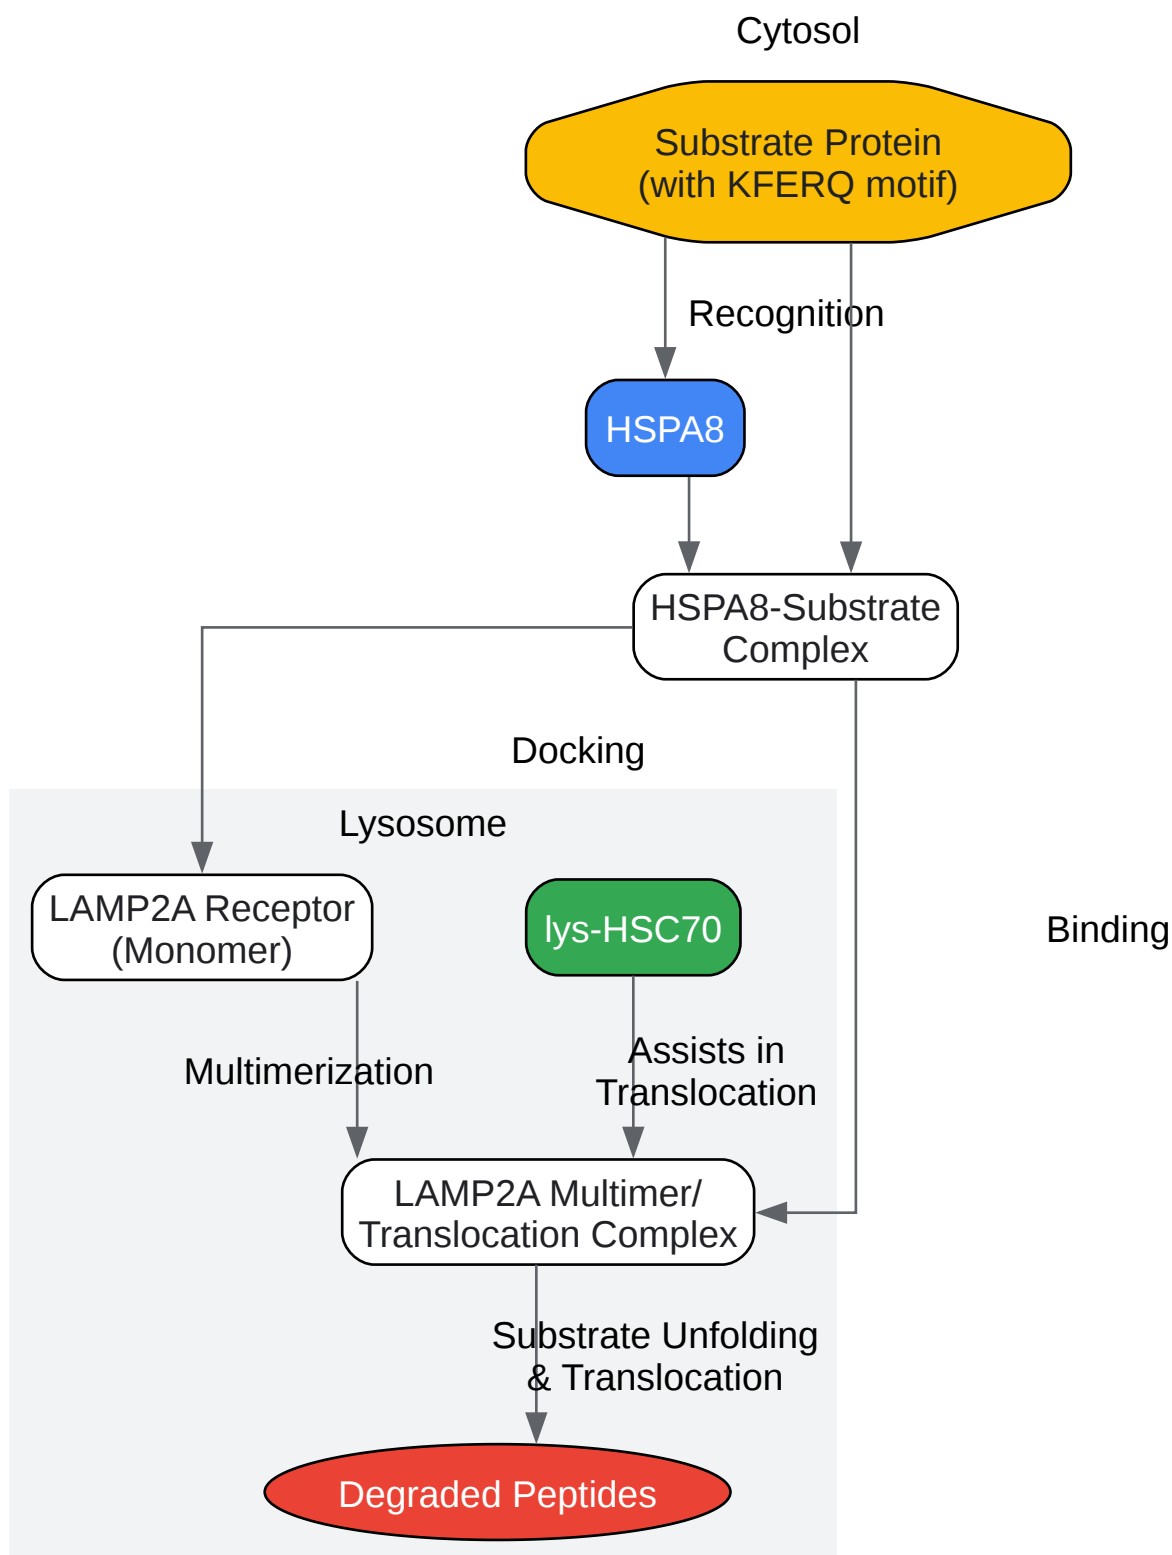 Cytosol
Substrate Protein
(with KFERQ motif)
Recognition
HSPA8
HSPA8-Substrate
Complex
Docking
Lysosome
LAMP2A Receptor
(Monomer)
lys-HSC70
Binding
Multimerization
Assists in
Translocation
LAMP2A Multimer/
Translocation Complex
Substrate Unfolding
& Translocation
Degraded Peptides